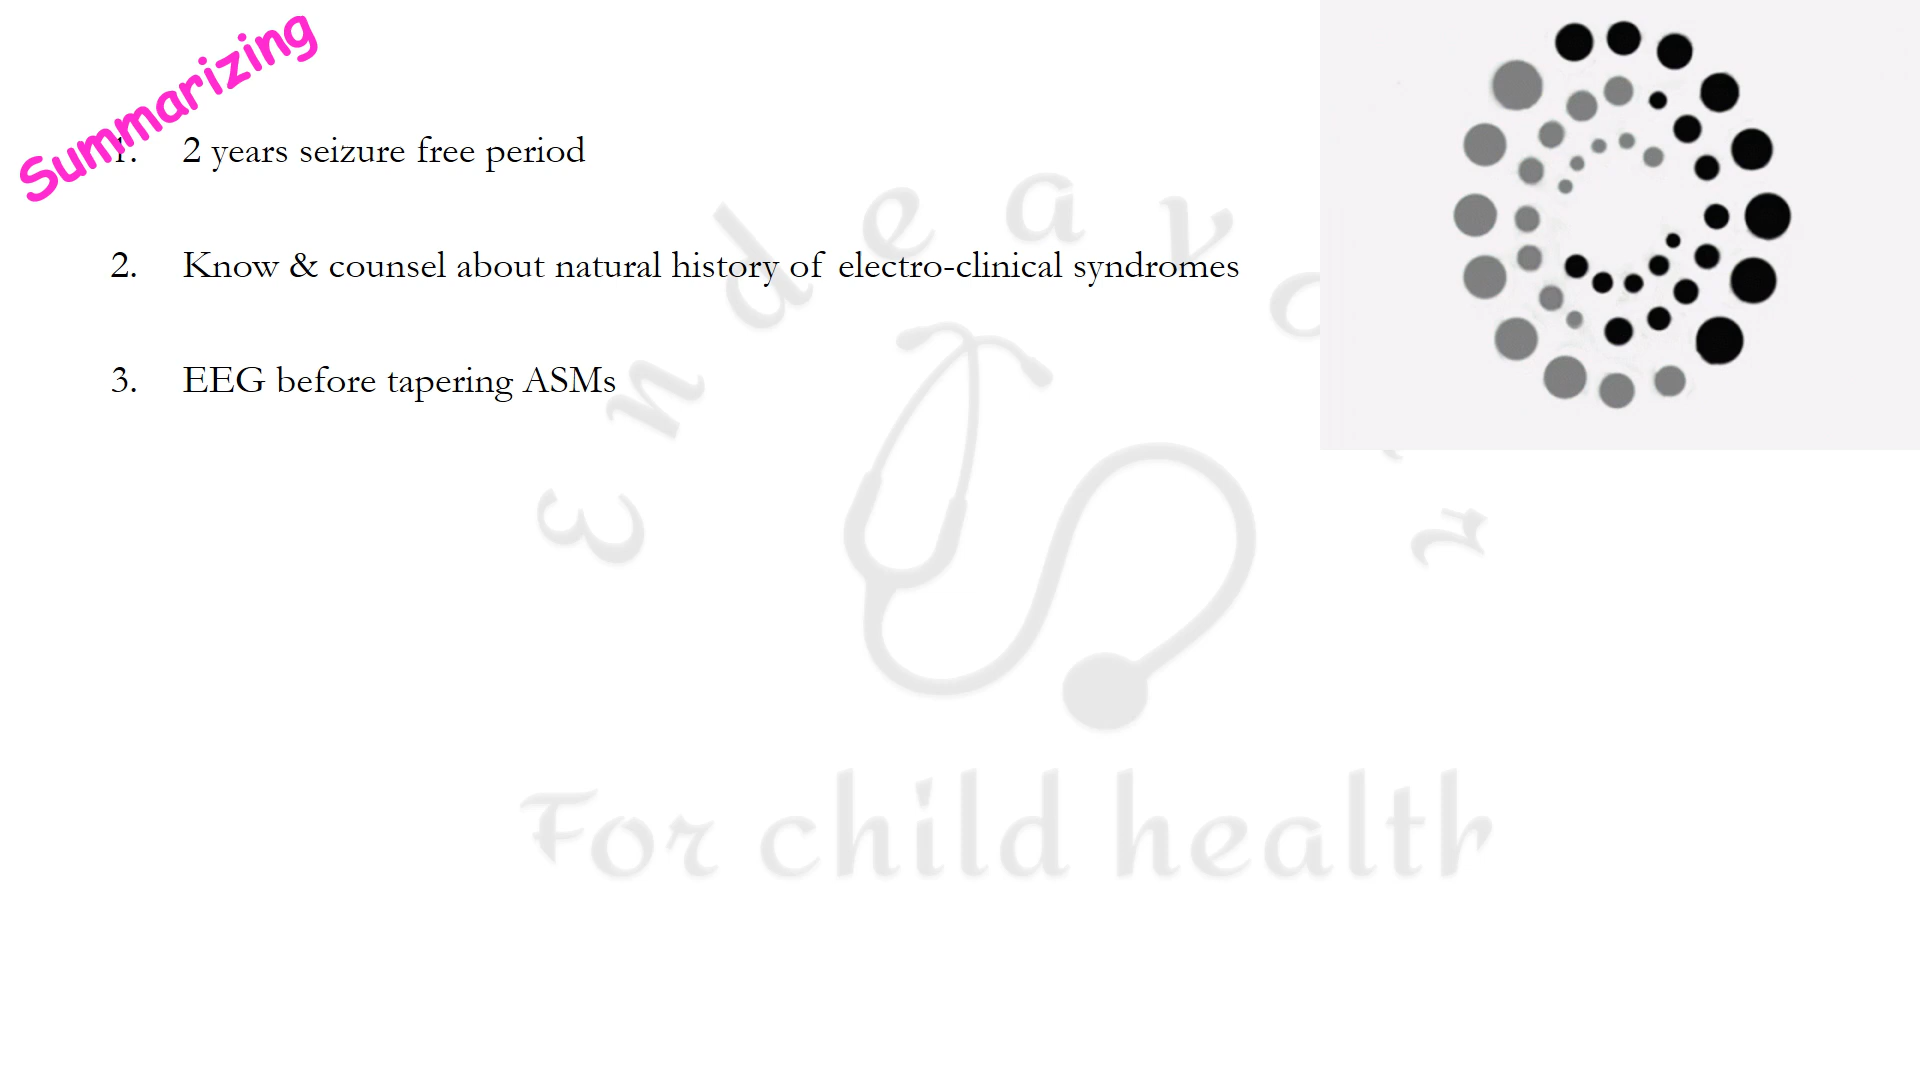 Summarizing
1. 2 years seizure free period
2. Know & counsel about natural history of electro-clinical syndromes
3. EEG before tapering ASMs
For child health